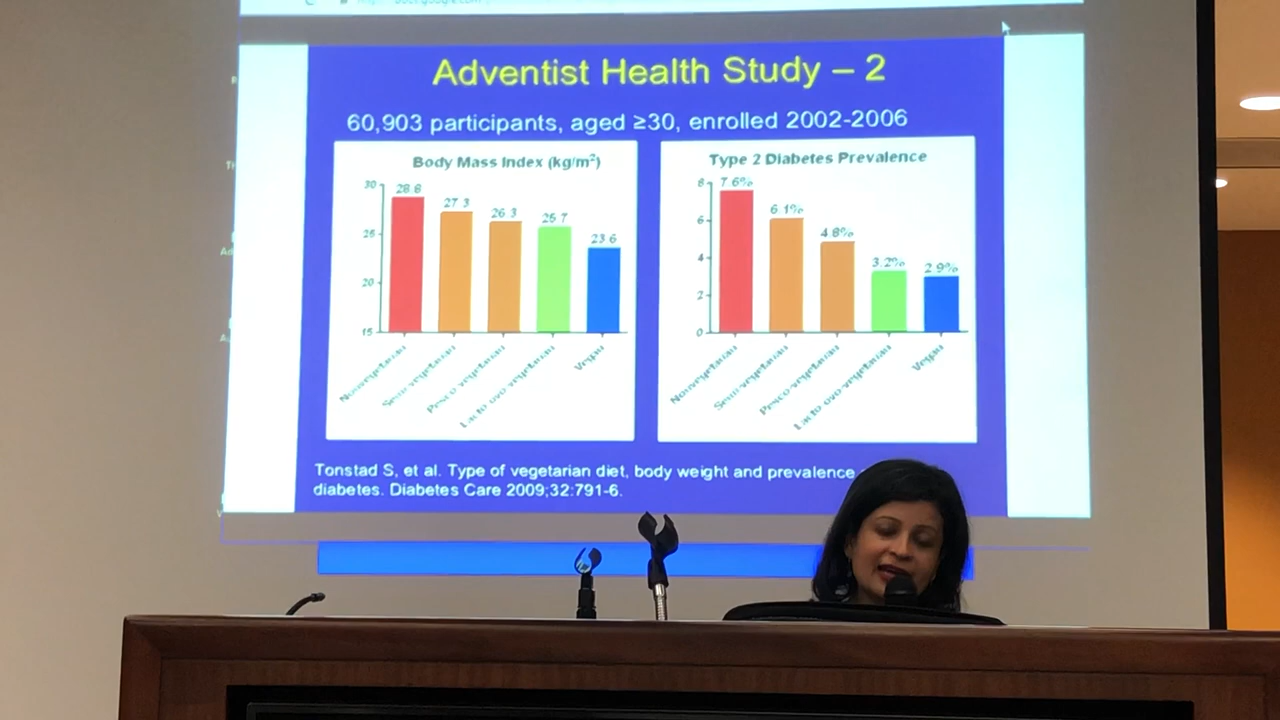 Adventist Health Study – 2
60,903 participants, aged ≥30, enrolled 2002-2006
Body Mass Index (kg/m²)
30
25
20
15
28.8
27.3
26.3
25.7
23.6
Nonvegetarian
Semi-vegetarian
Pesco-vegetarian
Lacto-ovo vegetarian
Vegan
Type 2 Diabetes Prevalence
8
6
4
2
0
7.6%
6.1%
4.8%
3.2%
2.9%
Nonvegetarian
Semi-vegetarian
Pesco-vegetarian
Lacto-ovo vegetarian
Vegan
Tonstad S, et al. Type of vegetarian diet, body weight and prevalence
diabetes. Diabetes Care 2009;32:791-6.